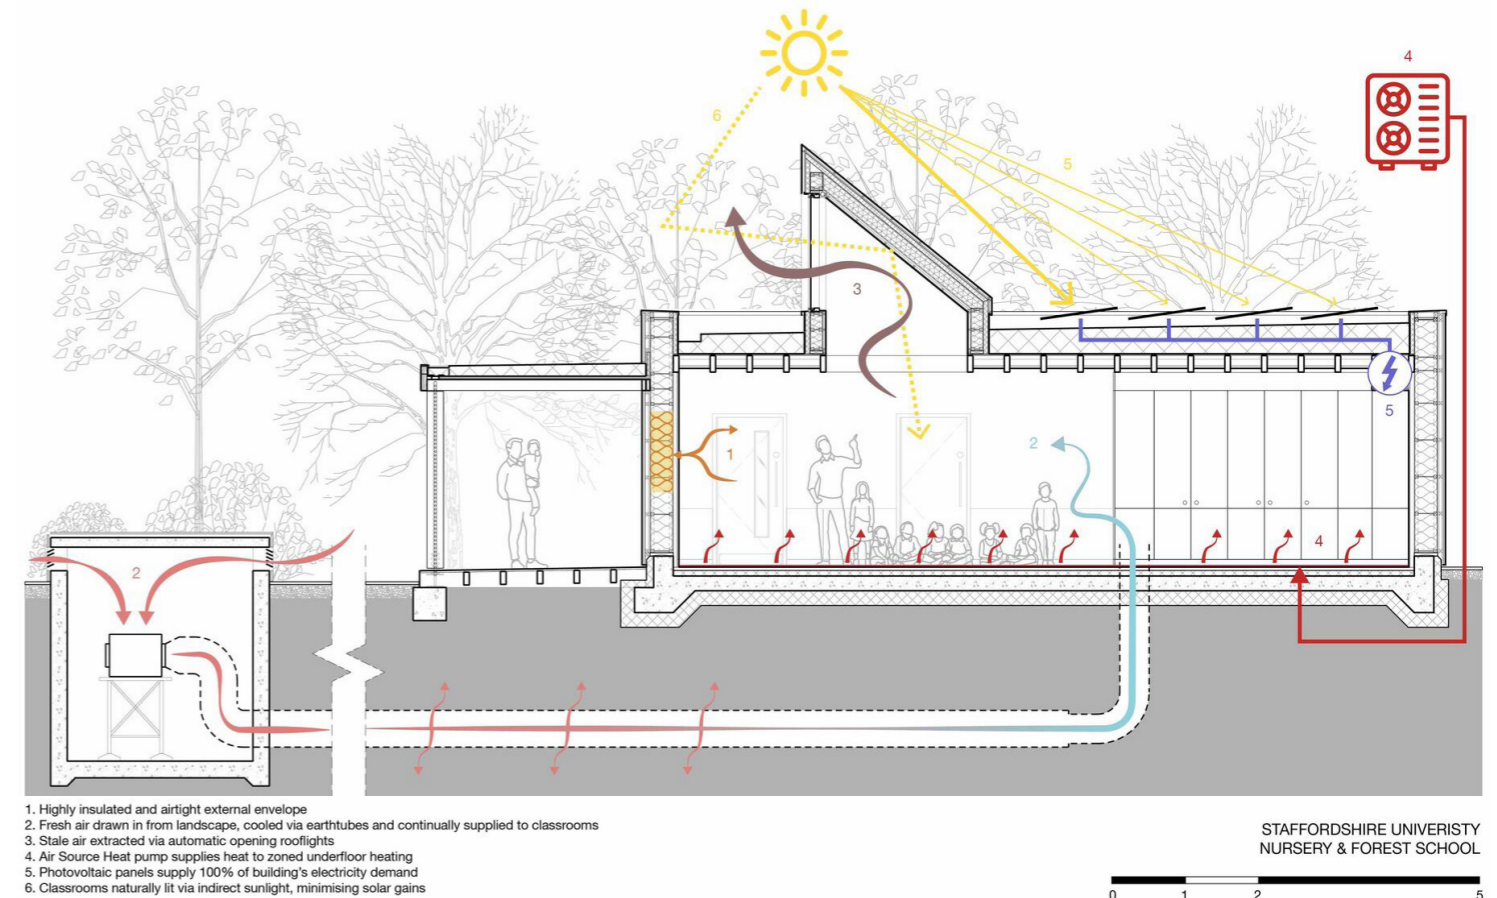 4
6
5
3
5
2
1
4
2
1. Highly insulated and airtight external envelope
2. Fresh air drawn in from landscape, cooled via earthtubes and continually supplied to classrooms
3. Stale air extracted via automatic opening rooflights
4. Air Source Heat pump supplies heat to zoned underfloor heating
5. Photovoltaic panels supply 100% of building's electricity demand
6. Classrooms naturally lit via indirect sunlight, minimising solar gains
STAFFORDSHIRE UNIVERISTY
NURSERY & FOREST SCHOOL
0 1 2 5